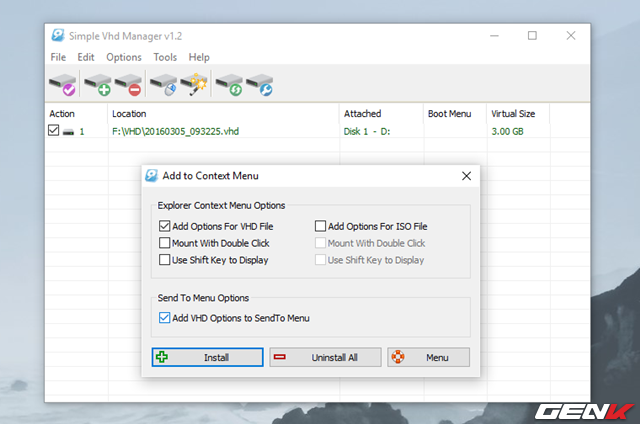 Simple Vhd Manager v1.2
File Edit Options Tools Help
Action Location Attached Boot Menu Virtual Size
1 F:\VHD\20160305_093225.vhd Disk 1 - D: 3.00 GB
Add to Context Menu
Explorer Context Menu Options
Add Options For VHD File Add Options For ISO File
Mount With Double Click Mount With Double Click
Use Shift Key to Display Use Shift Key to Display
Send To Menu Options
Add VHD Options to SendTo Menu
Install Uninstall All Menu
GENK